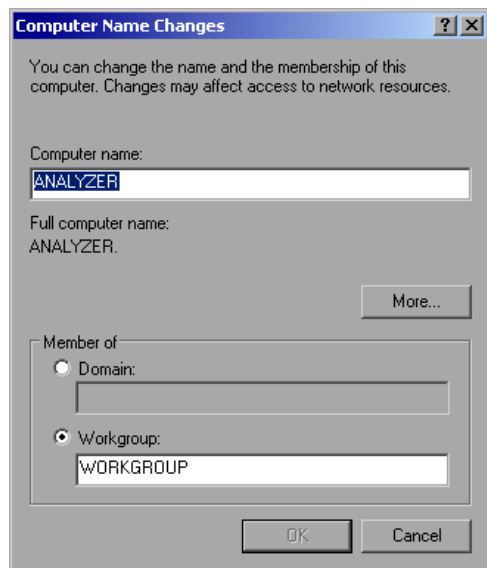 Computer Name Changes
You can change the name and the membership of this
computer. Changes may affect access to network resources.
Computer name:
ANALYZER
Full computer name:
ANALYZER.
More...
Member of
Domain:
Workgroup:
WORKGROUP
OK
Cancel